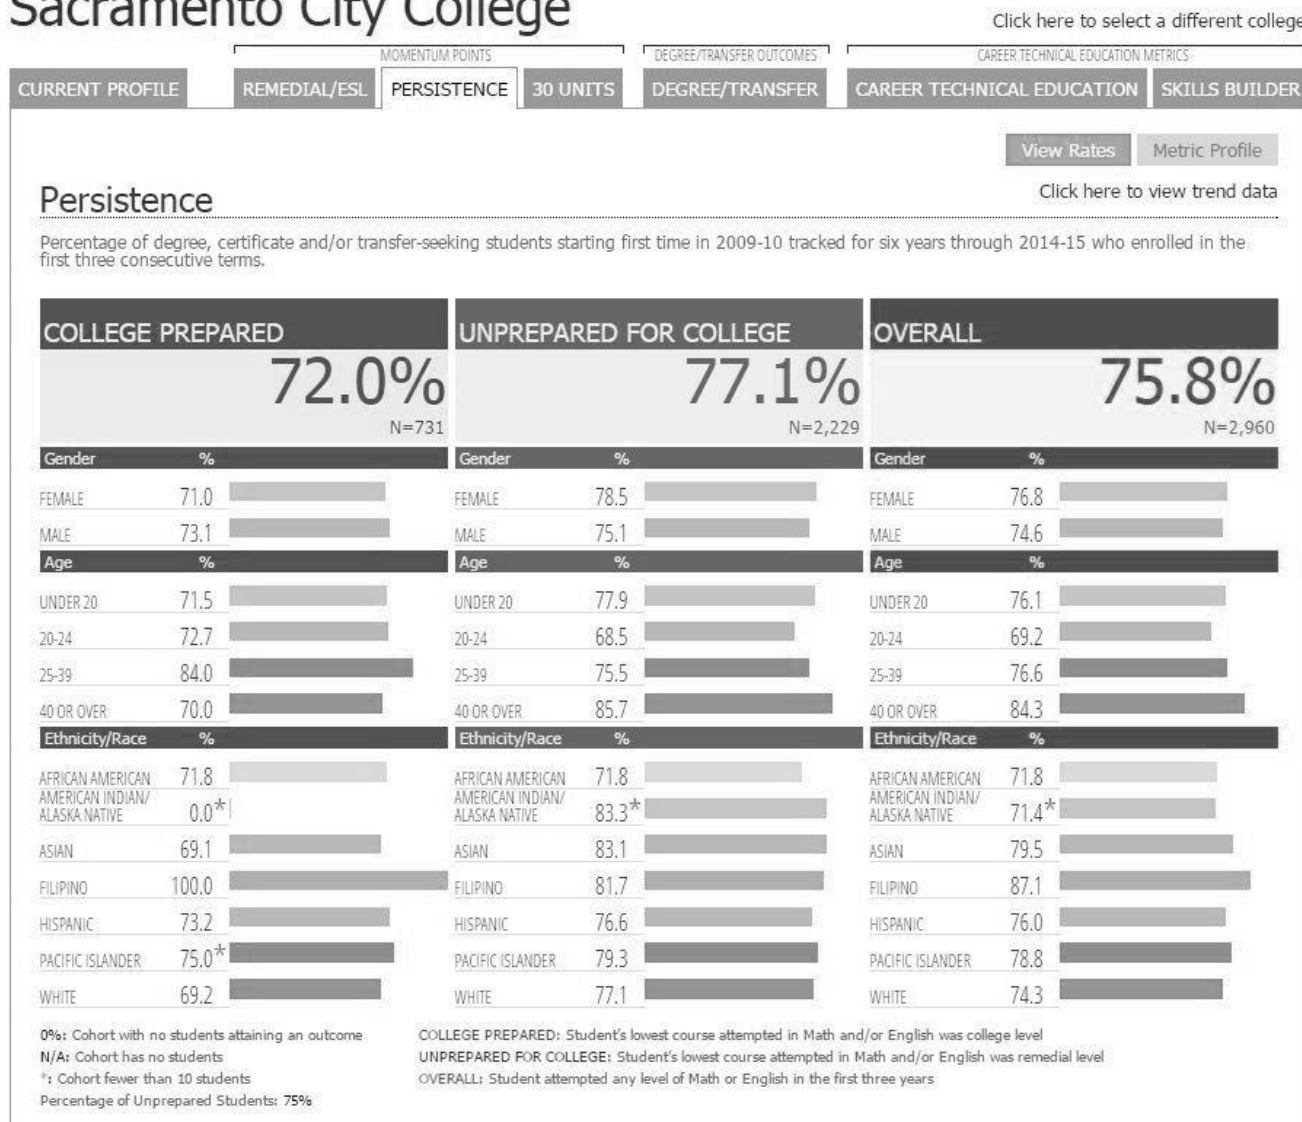 Sacramento City College
Click here to select a different college
MOMENTUM POINTS
DEGREE/TRANSFER OUTCOMES
CAREER TECHNICAL EDUCATION METRICS
CURRENT PROFILE REMEDIAL/ESL PERSISTENCE 30 UNITS DEGREE/TRANSFER CAREER TECHNICAL EDUCATION SKILLS BUILDER
View Rates Metric Profile
Persistence
Click here to view trend data
Percentage of degree, certificate and/or transfer-seeking students starting first time in 2009-10 tracked for six years through 2014-15 who enrolled in the
first three consecutive terms.
COLLEGE PREPARED
72.0%
N=731
Gender %
FEMALE 71.0
MALE 73.1
Age %
UNDER 20 71.5
20-24 72.7
25-39 84.0
40 OR OVER 70.0
Ethnicity/Race %
AFRICAN AMERICAN 71.8
AMERICAN INDIAN/
ALASKA NATIVE 0.0*
ASIAN 69.1
FILIPINO 100.0
HISPANIC 73.2
PACIFIC ISLANDER 75.0*
WHITE 69.2
UNPREPARED FOR COLLEGE
77.1%
N=2,229
Gender %
FEMALE 78.5
MALE 75.1
Age %
UNDER 20 77.9
20-24 68.5
25-39 75.5
40 OR OVER 85.7
Ethnicity/Race %
AFRICAN AMERICAN 71.8
AMERICAN INDIAN/
ALASKA NATIVE 83.3*
ASIAN 83.1
FILIPINO 81.7
HISPANIC 76.6
PACIFIC ISLANDER 79.3
WHITE 77.1
OVERALL
75.8%
N=2,960
Gender %
FEMALE 76.8
MALE 74.6
Age %
UNDER 20 76.1
20-24 69.2
25-39 76.6
40 OR OVER 84.3
Ethnicity/Race %
AFRICAN AMERICAN 71.8
AMERICAN INDIAN/
ALASKA NATIVE 71.4*
ASIAN 79.5
FILIPINO 87.1
HISPANIC 76.0
PACIFIC ISLANDER 78.8
WHITE 74.3
0%: Cohort with no students attaining an outcome
N/A: Cohort has no students
*: Cohort fewer than 10 students
Percentage of Unprepared Students: 75%
COLLEGE PREPARED: Student's lowest course attempted in Math and/or English was college level
UNPREPARED FOR COLLEGE: Student's lowest course attempted in Math and/or English was remedial level
OVERALL: Student attempted any level of Math or English in the first three years